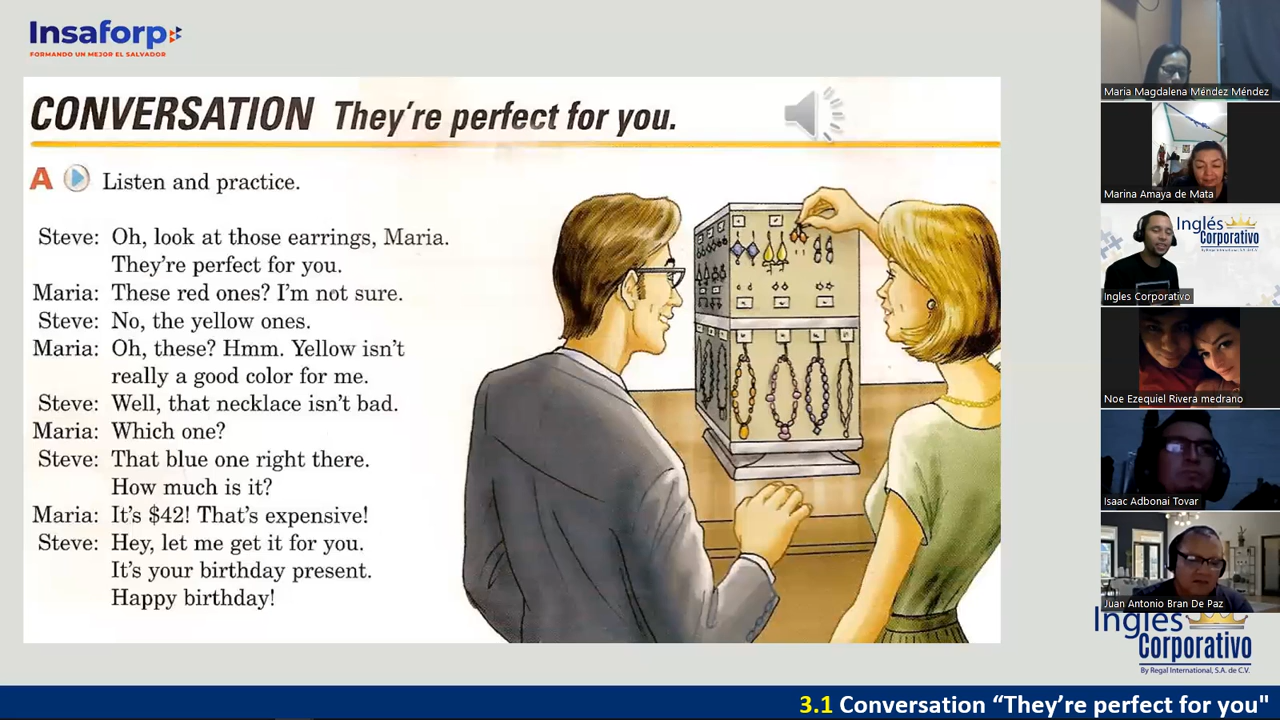 Insaforp
FORMANDO UN MEJOR EL SALVADOR
CONVERSATION They're perfect for you.
A Listen and practice.
Steve: Oh, look at those earrings, Maria.
They're perfect for you.
Maria: These red ones? I'm not sure.
Steve: No, the yellow ones.
Maria: Oh, these? Hmm. Yellow isn't
really a good color for me.
Steve: Well, that necklace isn't bad.
Maria: Which one?
Steve: That blue one right there.
How much is it?
Maria: It's $42! That's expensive!
Steve: Hey, let me get it for you.
It's your birthday present.
Happy birthday!
Maria Magdalena Méndez Méndez
Marina Amaya de Mata
Inglés
Corporativo
Ingles Corporativo
Noe Ezequiel Rivera medrano
Isaac Adbonai Tovar
Juan Antonio Bran De Paz
Inglés
Corporativo
By Regal International, S.A. de C.V.
3.1 Conversation “They’re perfect for you"